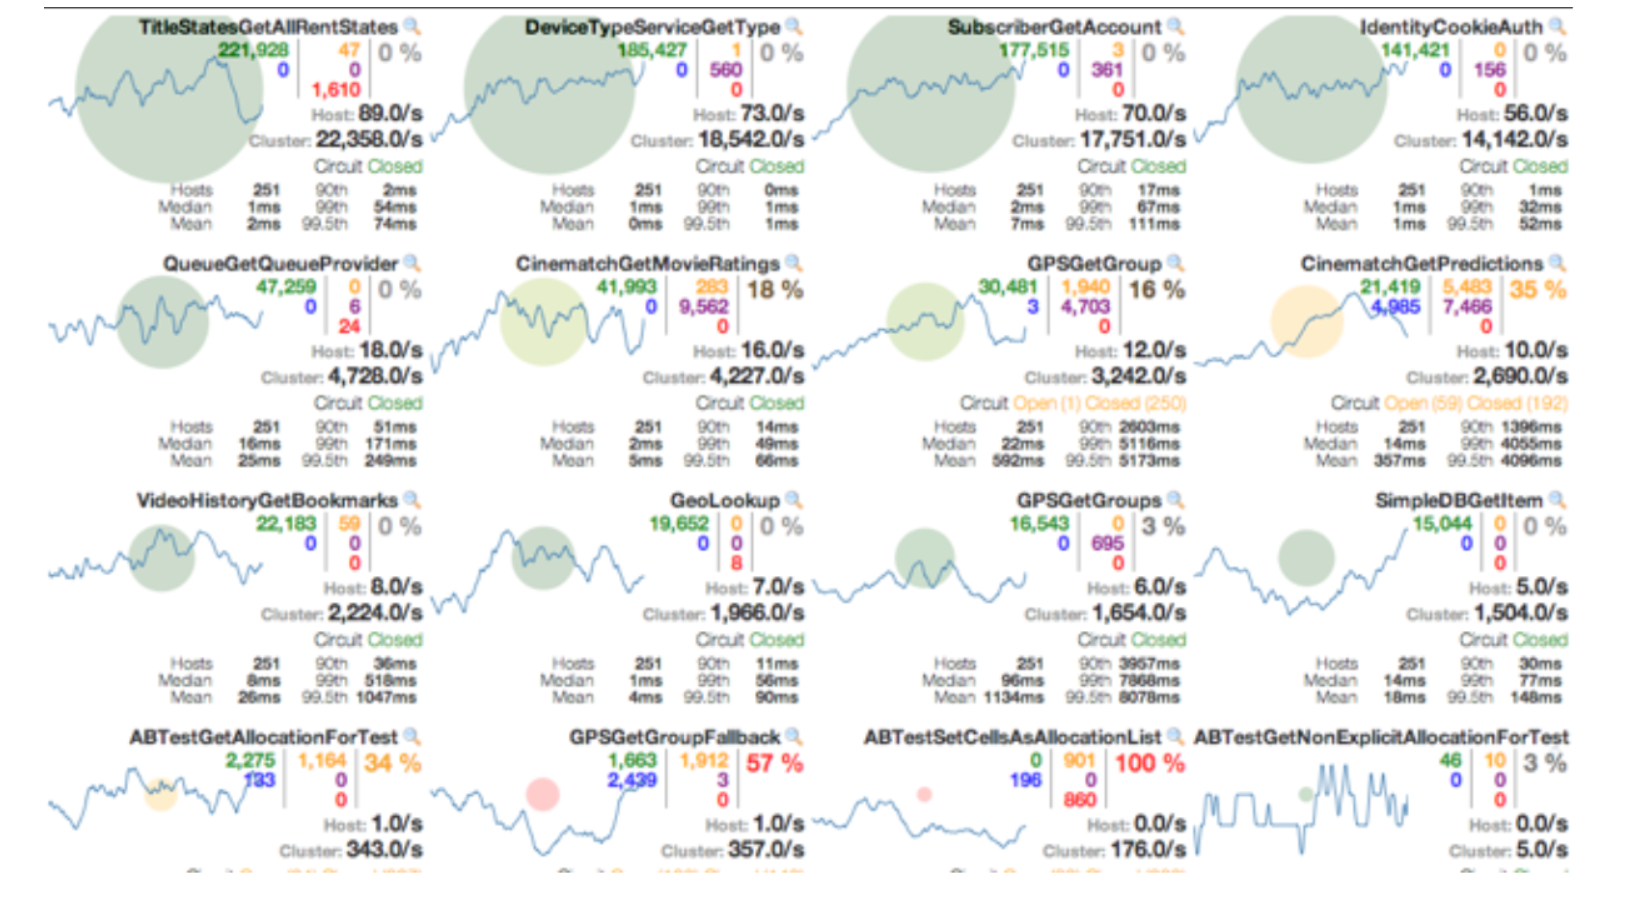 TitleStatesGetAllRentStates
221,928 47 0 %
0 0
1,610
Host: 89.0/s
Cluster: 22,358.0/s
Circuit Closed
Hosts 251 90th 2ms
Median 1ms 99th 54ms
Mean 2ms 99.5th 74ms
DeviceTypeServiceGetType
185,427 1 0 %
0 560
0
Host: 73.0/s
Cluster: 18,542.0/s
Circuit Closed
Hosts 251 90th 0ms
Median 1ms 99th 1ms
Mean 0ms 99.5th 1ms
SubscriberGetAccount
177,515 3 0 %
0 361
0
Host: 70.0/s
Cluster: 17,751.0/s
Circuit Closed
Hosts 251 90th 17ms
Median 2ms 99th 67ms
Mean 7ms 99.5th 111ms
IdentityCookieAuth
141,421 0 0 %
0 156
0
Host: 56.0/s
Cluster: 14,142.0/s
Circuit Closed
Hosts 251 90th 1ms
Median 1ms 99th 32ms
Mean 1ms 99.5th 52ms
QueueGetQueueProvider
47,259 0 0 %
0 6
24
Host: 18.0/s
Cluster: 4,728.0/s
Circuit Closed
Hosts 251 90th 51ms
Median 16ms 99th 171ms
Mean 25ms 99.5th 249ms
CinematchGetMovieRatings
41,993 283 18 %
0 9,562
0
Host: 16.0/s
Cluster: 4,227.0/s
Circuit Closed
Hosts 251 90th 14ms
Median 2ms 99th 49ms
Mean 5ms 99.5th 66ms
GPSGetGroup
30,481 1,940 16 %
3 4,703
0
Host: 12.0/s
Cluster: 3,242.0/s
Circuit Open (1) Closed (250)
Hosts 251 90th 2603ms
Median 22ms 99th 5116ms
Mean 592ms 99.5th 5173ms
CinematchGetPredictions
21,419 5,483 35 %
4,985 7,466
0
Host: 10.0/s
Cluster: 2,690.0/s
Circuit Open (59) Closed (192)
Hosts 251 90th 1396ms
Median 14ms 99th 4055ms
Mean 357ms 99.5th 4096ms
VideoHistoryGetBookmarks
22,183 59 0 %
0 0
0
Host: 8.0/s
Cluster: 2,224.0/s
Circuit Closed
Hosts 251 90th 36ms
Median 8ms 99th 518ms
Mean 26ms 99.5th 1047ms
GeoLookup
19,652 0 0 %
0 0
8
Host: 7.0/s
Cluster: 1,966.0/s
Circuit Closed
Hosts 251 90th 11ms
Median 1ms 99th 56ms
Mean 4ms 99.5th 90ms
GPSGetGroups
16,543 0 3 %
0 695
0
Host: 6.0/s
Cluster: 1,654.0/s
Circuit Closed
Hosts 251 90th 3957ms
Median 96ms 99th 7868ms
Mean 1134ms 99.5th 8078ms
SimpleDBGetItem
15,044 0 0 %
0 0
0
Host: 5.0/s
Cluster: 1,504.0/s
Circuit Closed
Hosts 251 90th 30ms
Median 14ms 99th 77ms
Mean 18ms 99.5th 148ms
ABTestGetAllocationForTest
2,275 1,164 34 %
133 0
0
Host: 1.0/s
Cluster: 343.0/s
GPSGetGroupFallback
1,663 1,912 57 %
2,439 3
0
Host: 1.0/s
Cluster: 357.0/s
ABTestSetCellsAsAllocationList
0 901 100 %
196 0
860
Host: 0.0/s
Cluster: 176.0/s
ABTestGetNonExplicitAllocationForTest
46 10 3 %
0 0
0
Host: 0.0/s
Cluster: 5.0/s